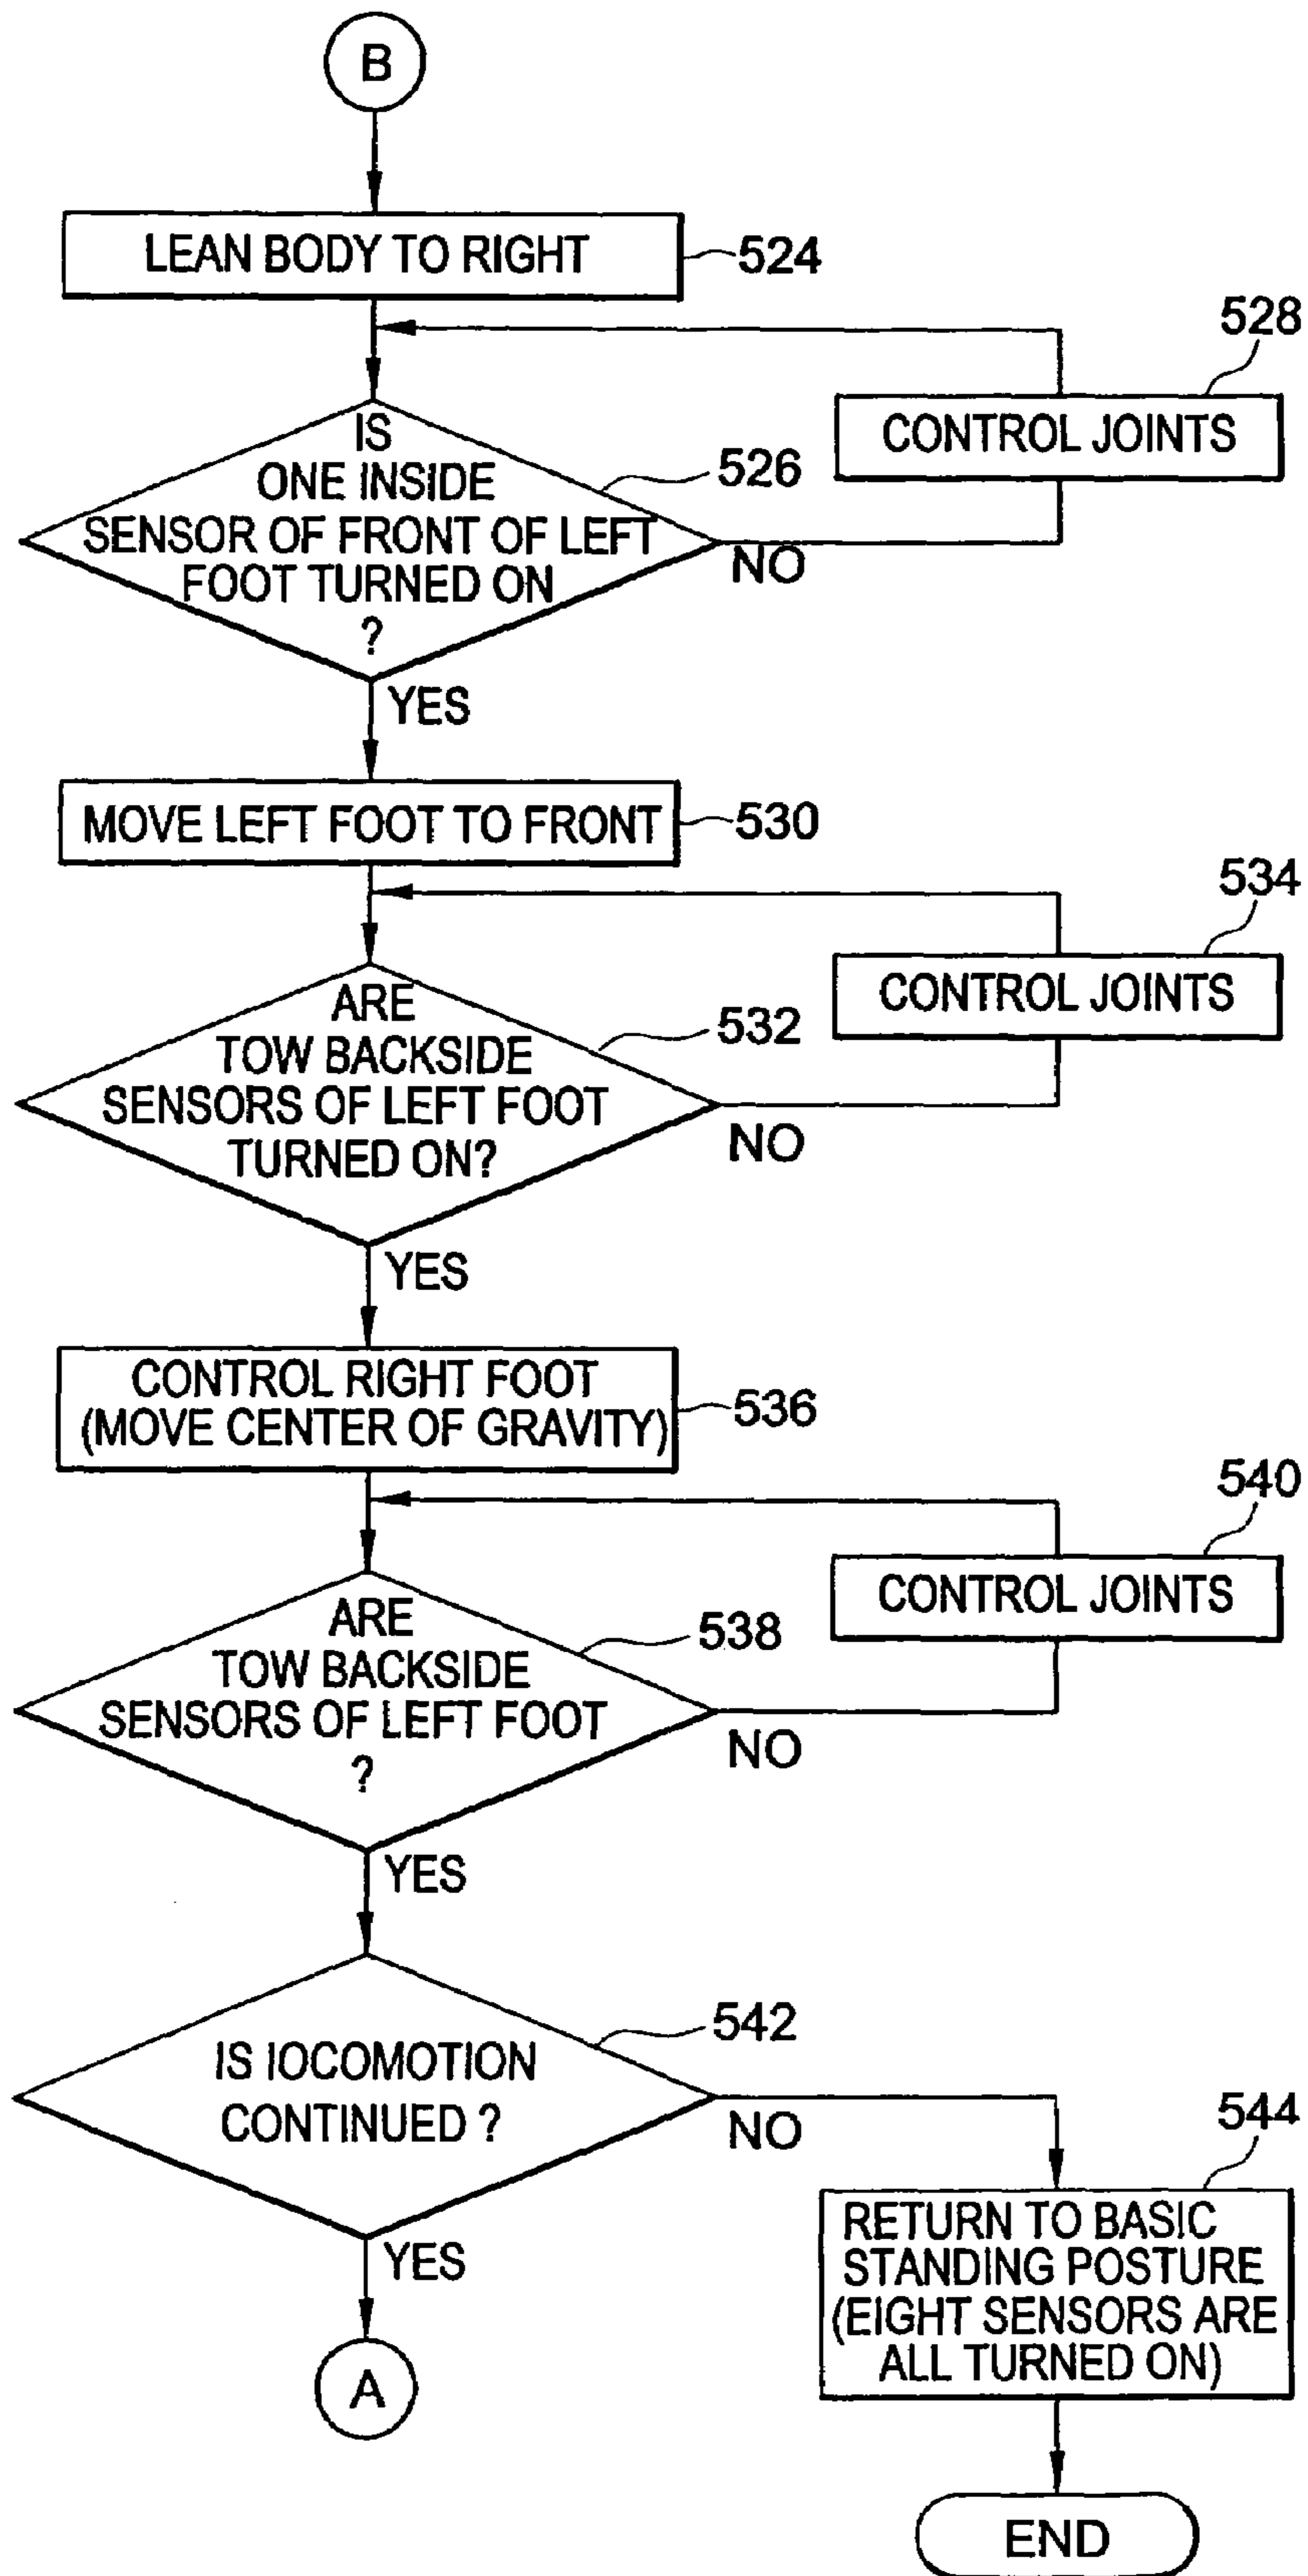 B
LEAN BODY TO RIGHT
524
528
CONTROL JOINTS
IS
ONE INSIDE
SENSOR OF FRONT OF LEFT
FOOT TURNED ON
?
526
NO
YES
MOVE LEFT FOOT TO FRONT
530
534
CONTROL JOINTS
ARE
TOW BACKSIDE
SENSORS OF LEFT FOOT
TURNED ON?
532
NO
YES
CONTROL RIGHT FOOT
(MOVE CENTER OF GRAVITY)
536
540
CONTROL JOINTS
ARE
TOW BACKSIDE
SENSORS OF LEFT FOOT
?
538
NO
YES
IS IOCOMOTION
CONTINUED ?
542
NO
YES
544
RETURN TO BASIC
STANDING POSTURE
(EIGHT SENSORS ARE
ALL TURNED ON)
A
END